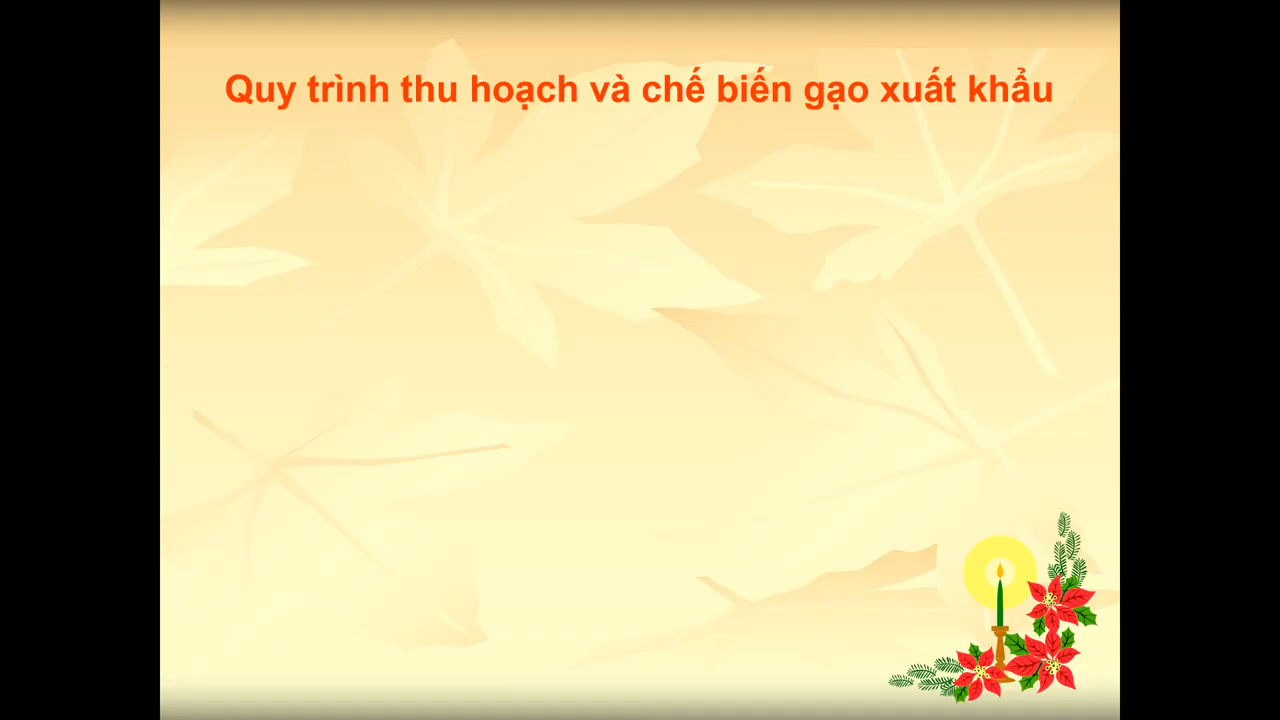 Quy trình thu hoạch và chế biến gạo xuất khẩu